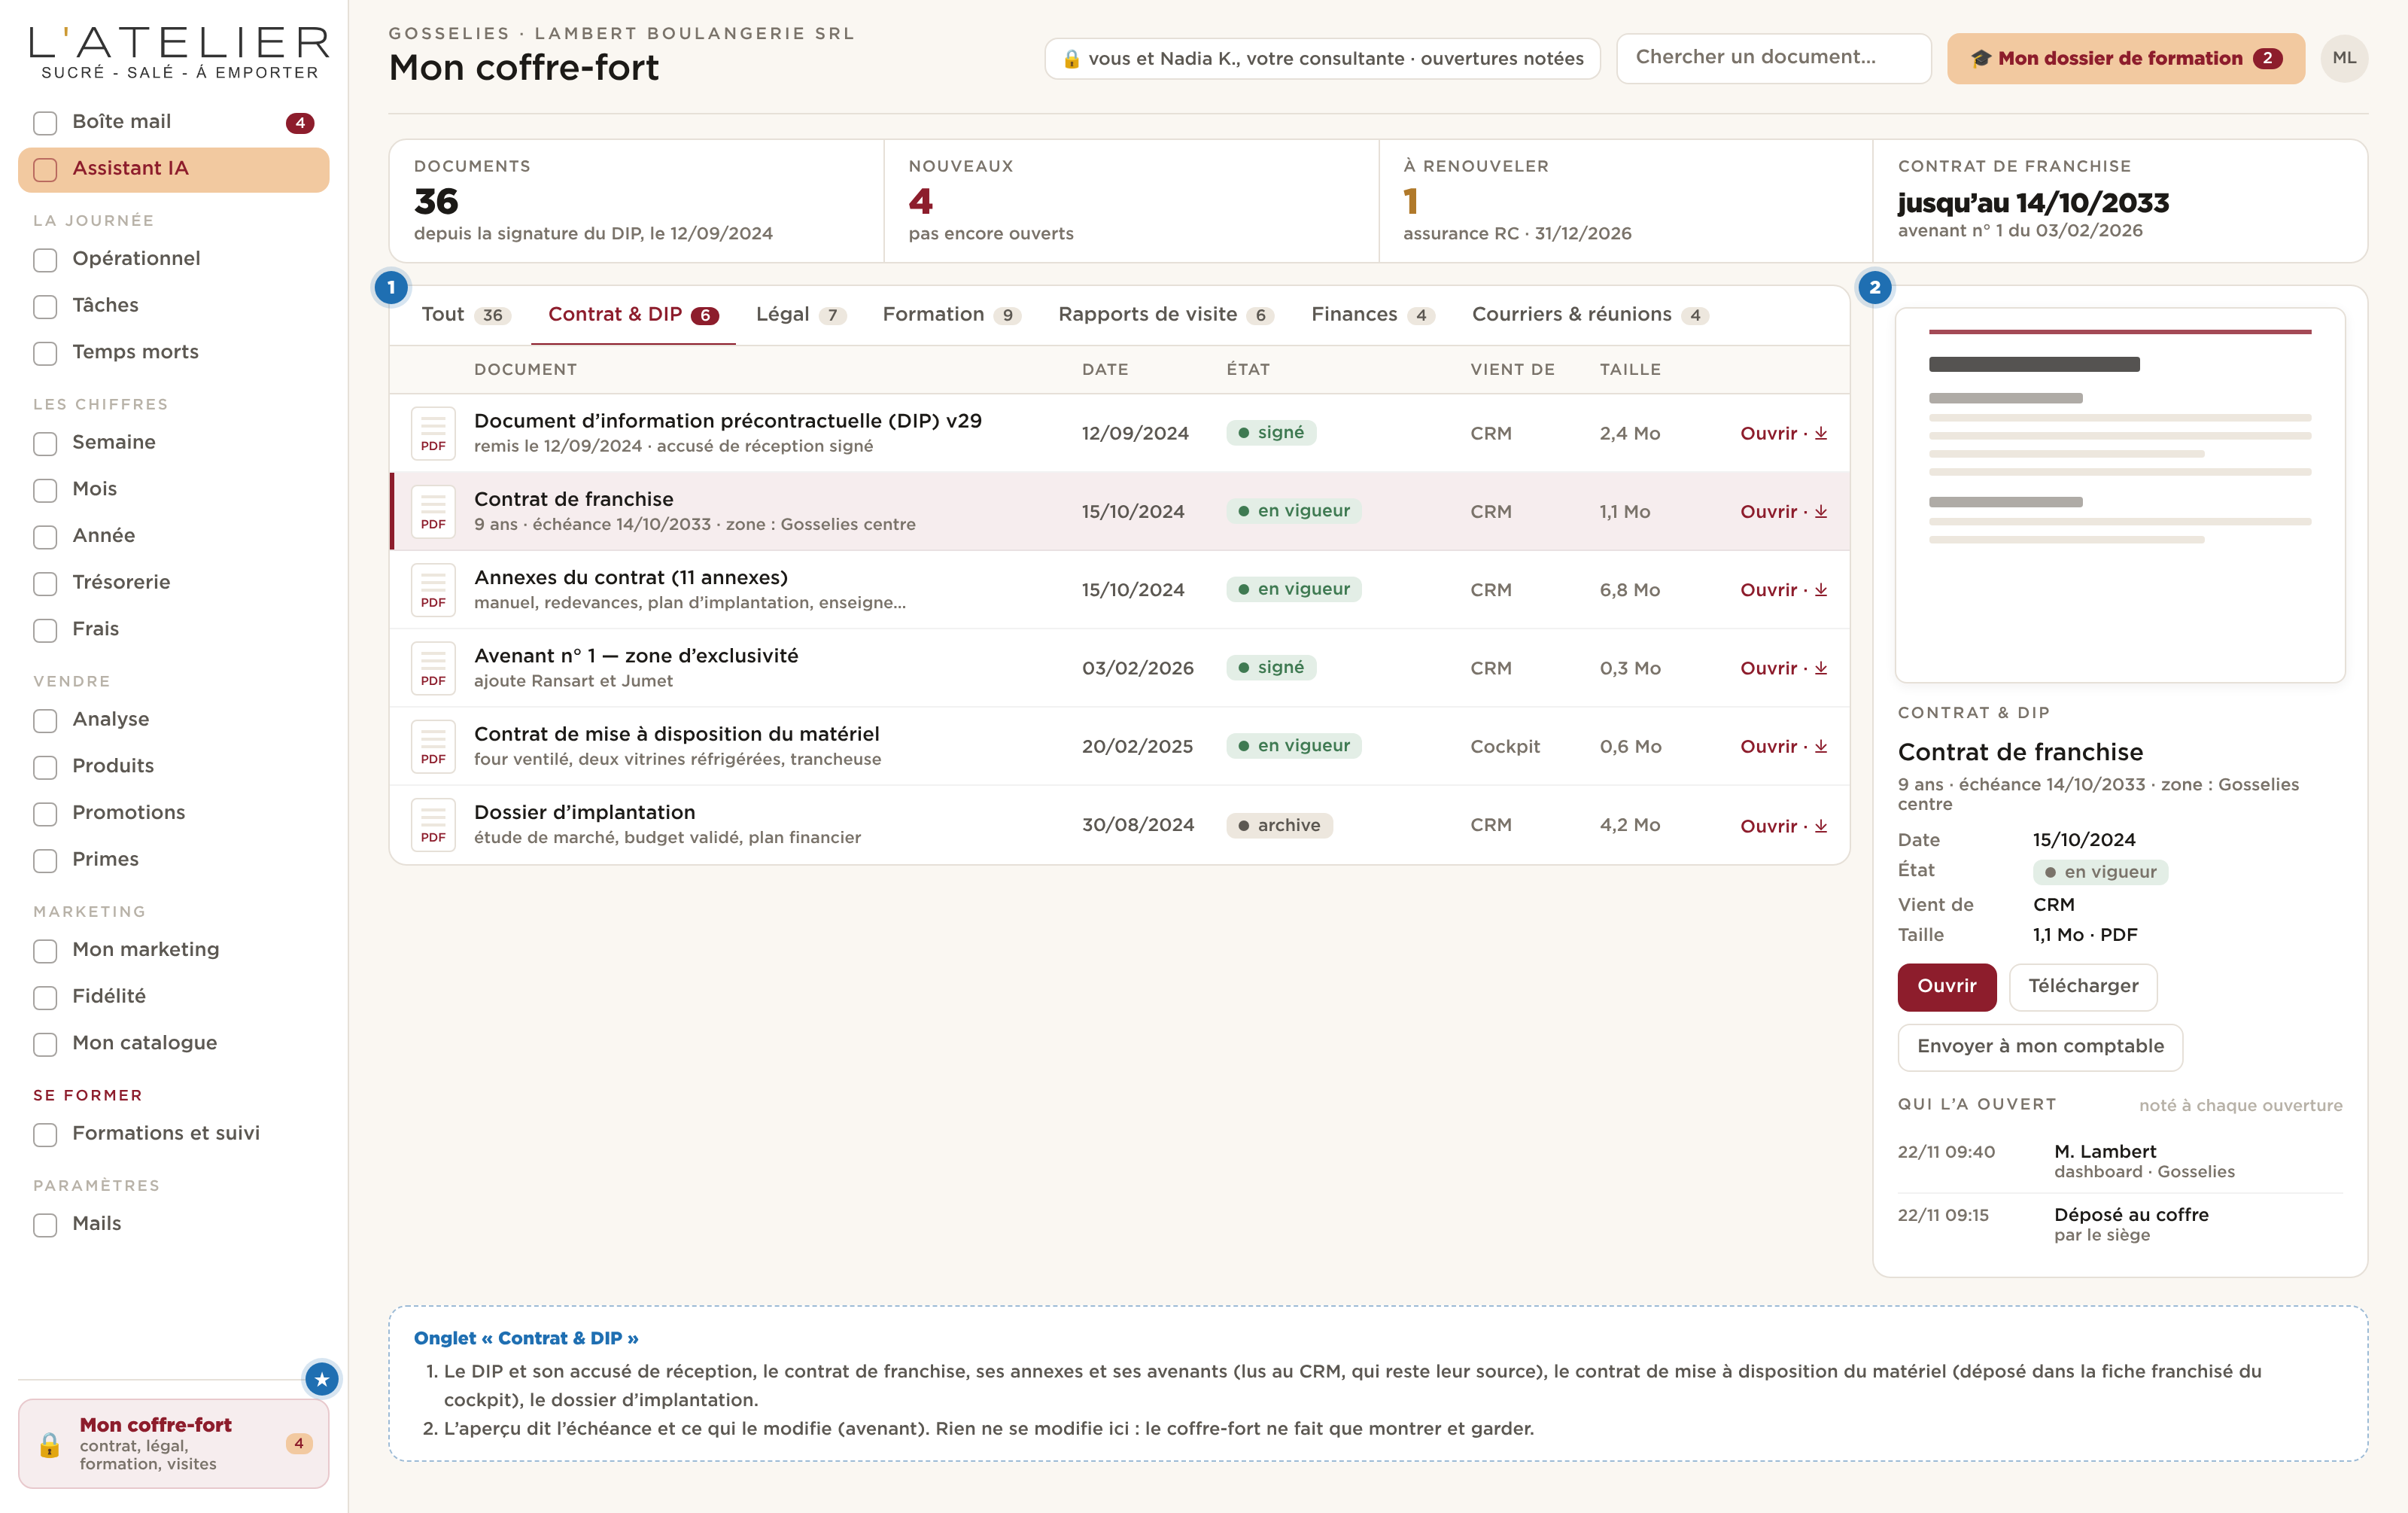 L'ATELIER
SUCRÉ - SALÉ - Á EMPORTER
Boîte mail 4
Assistant IA
LA JOURNÉE
Opérationnel
Tâches
Temps morts
LES CHIFFRES
Semaine
Mois
Année
Trésorerie
Frais
VENDRE
Analyse
Produits
Promotions
Primes
MARKETING
Mon marketing
Fidélité
Mon catalogue
SE FORMER
Formations et suivi
PARAMÈTRES
Mails
★
Mon coffre-fort
contrat, légal,
formation, visites
4
GOSSELIES · LAMBERT BOULANGERIE SRL
Mon coffre-fort
🔒 vous et Nadia K., votre consultante · ouvertures notées
Chercher un document...
🎓 Mon dossier de formation 2
ML
DOCUMENTS
36
depuis la signature du DIP, le 12/09/2024
NOUVEAUX
4
pas encore ouverts
À RENOUVELER
1
assurance RC · 31/12/2026
CONTRAT DE FRANCHISE
jusqu’au 14/10/2033
avenant n° 1 du 03/02/2026
1
Tout 36 Contrat & DIP 6 Légal 7 Formation 9 Rapports de visite 6 Finances 4 Courriers & réunions 4
DOCUMENT DATE ÉTAT VIENT DE TAILLE
PDF Document d’information précontractuelle (DIP) v29 12/09/2024 signé CRM 2,4 Mo Ouvrir ·
remis le 12/09/2024 · accusé de réception signé
PDF Contrat de franchise 15/10/2024 en vigueur CRM 1,1 Mo Ouvrir ·
9 ans · échéance 14/10/2033 · zone : Gosselies centre
PDF Annexes du contrat (11 annexes) 15/10/2024 en vigueur CRM 6,8 Mo Ouvrir ·
manuel, redevances, plan d’implantation, enseigne...
PDF Avenant n° 1 — zone d’exclusivité 03/02/2026 signé CRM 0,3 Mo Ouvrir ·
ajoute Ransart et Jumet
PDF Contrat de mise à disposition du matériel 20/02/2025 en vigueur Cockpit 0,6 Mo Ouvrir ·
four ventilé, deux vitrines réfrigérées, trancheuse
PDF Dossier d’implantation 30/08/2024 archive CRM 4,2 Mo Ouvrir ·
étude de marché, budget validé, plan financier
2
CONTRAT & DIP
Contrat de franchise
9 ans · échéance 14/10/2033 · zone : Gosselies
centre
Date 15/10/2024
État en vigueur
Vient de CRM
Taille 1,1 Mo · PDF
Ouvrir Télécharger
Envoyer à mon comptable
QUI L’A OUVERT noté à chaque ouverture
22/11 09:40 M. Lambert
dashboard · Gosselies
22/11 09:15 Déposé au coffre
par le siège
Onglet « Contrat & DIP »
1. Le DIP et son accusé de réception, le contrat de franchise, ses annexes et ses avenants (lus au CRM, qui reste leur source), le contrat de mise à disposition du matériel (déposé dans la fiche franchisé du
cockpit), le dossier d’implantation.
2. L’aperçu dit l’échéance et ce qui le modifie (avenant). Rien ne se modifie ici : le coffre-fort ne fait que montrer et garder.